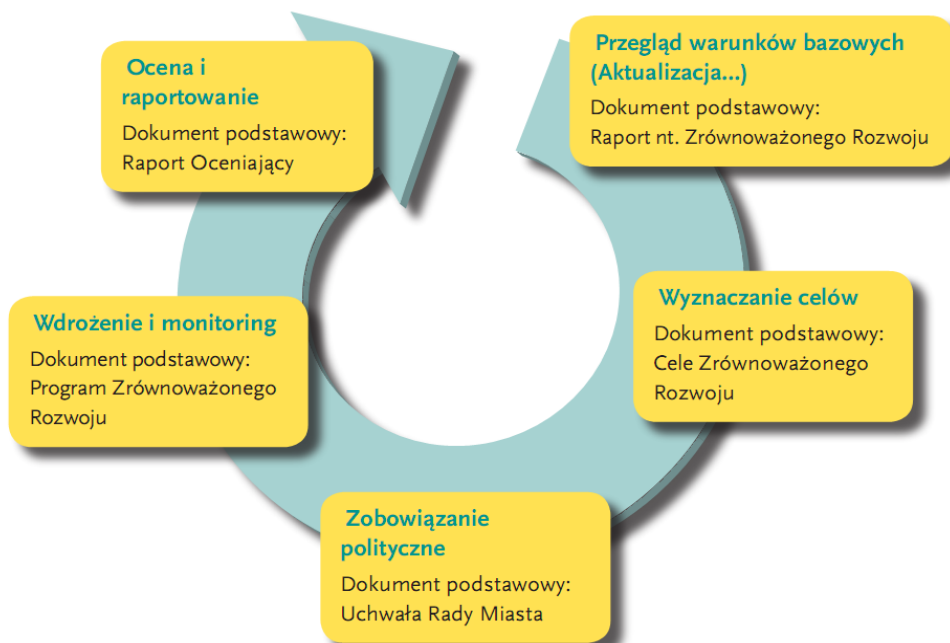 Ocena i
raportowanie
Dokument podstawowy:
Raport Oceniający
Przegląd warunków bazowych
(Aktualizacja...)
Dokument podstawowy:
Raport nt. Zrównoważonego Rozwoju
Wyznaczanie celów
Dokument podstawowy:
Cele Zrównoważonego
Rozwoju
Wdrożenie i monitoring
Dokument podstawowy:
Program Zrównoważonego
Rozwoju
Zobowiązanie
polityczne
Dokument podstawowy:
Uchwała Rady Miasta